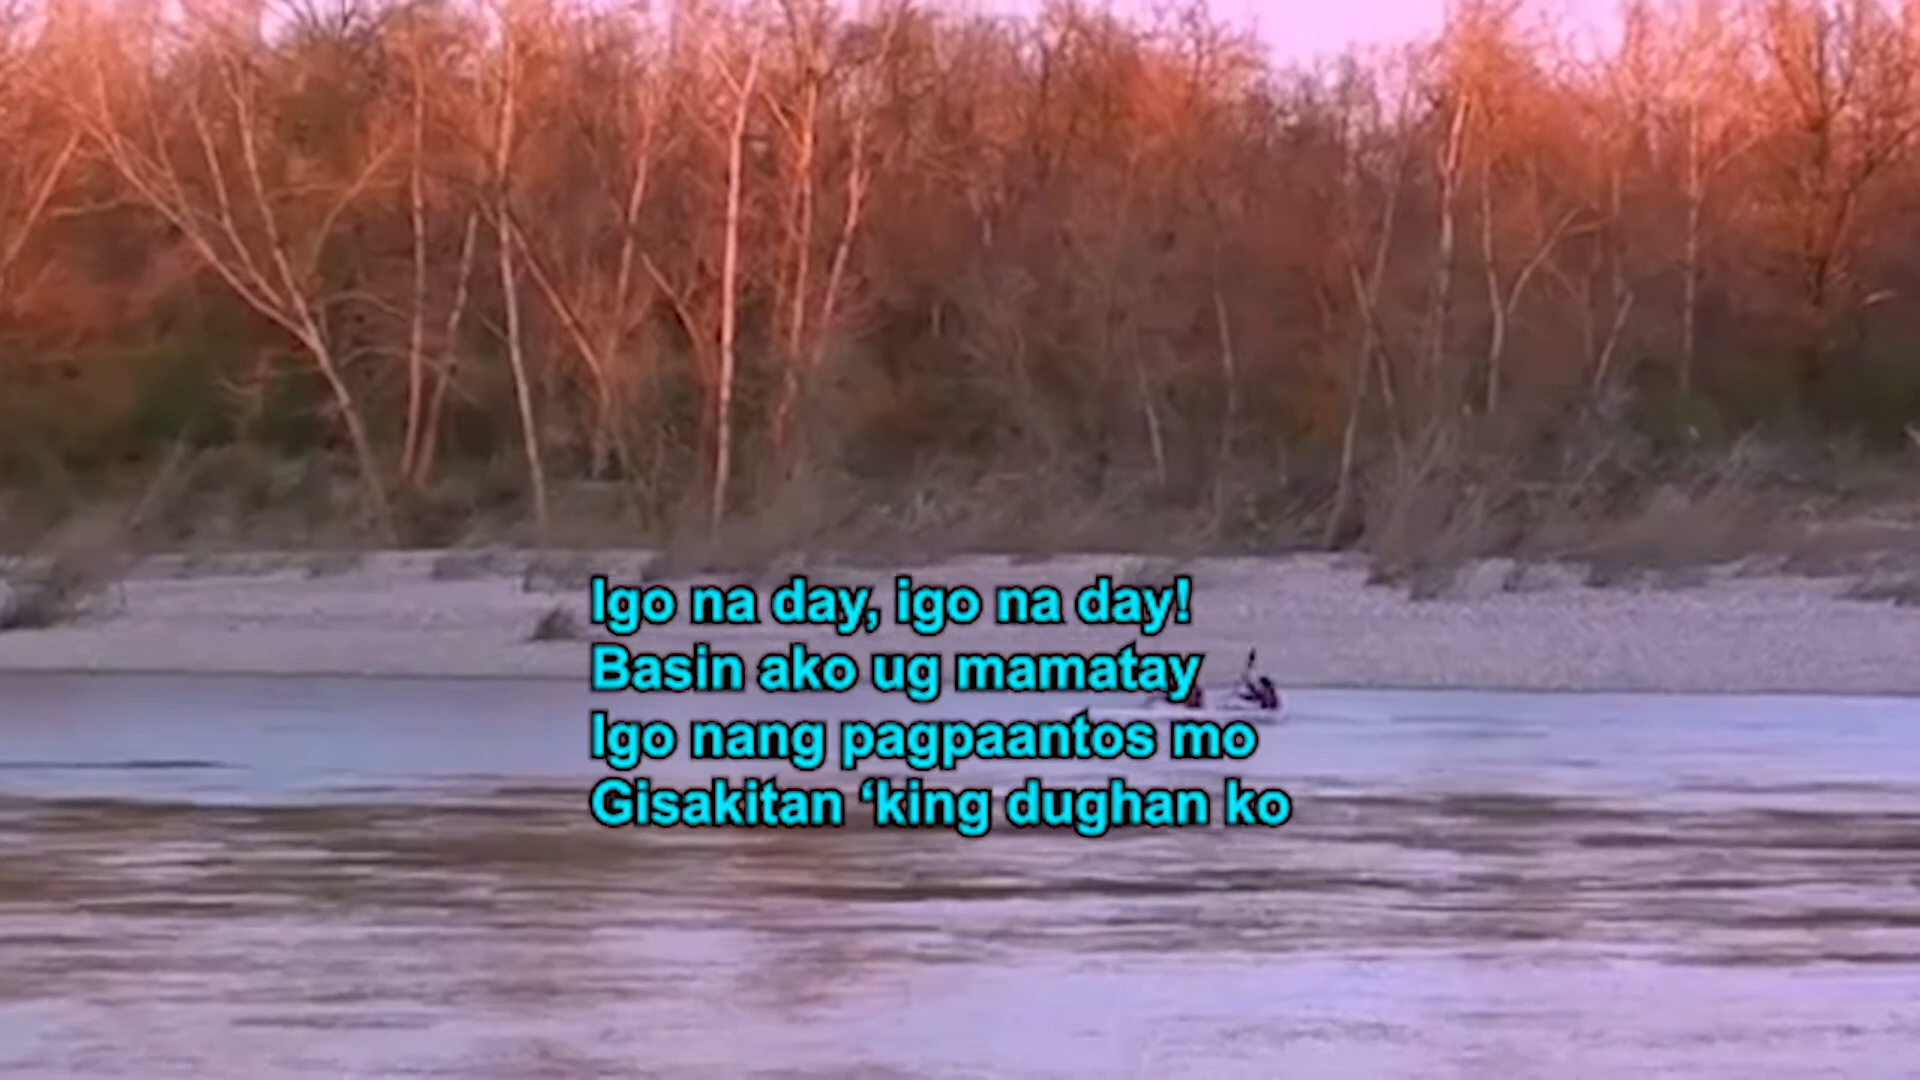 Igo na day, igo na day!
Basin ako ug mamatay
Igo nang pagpaantos mo
Gisakitan ‘king dughan ko